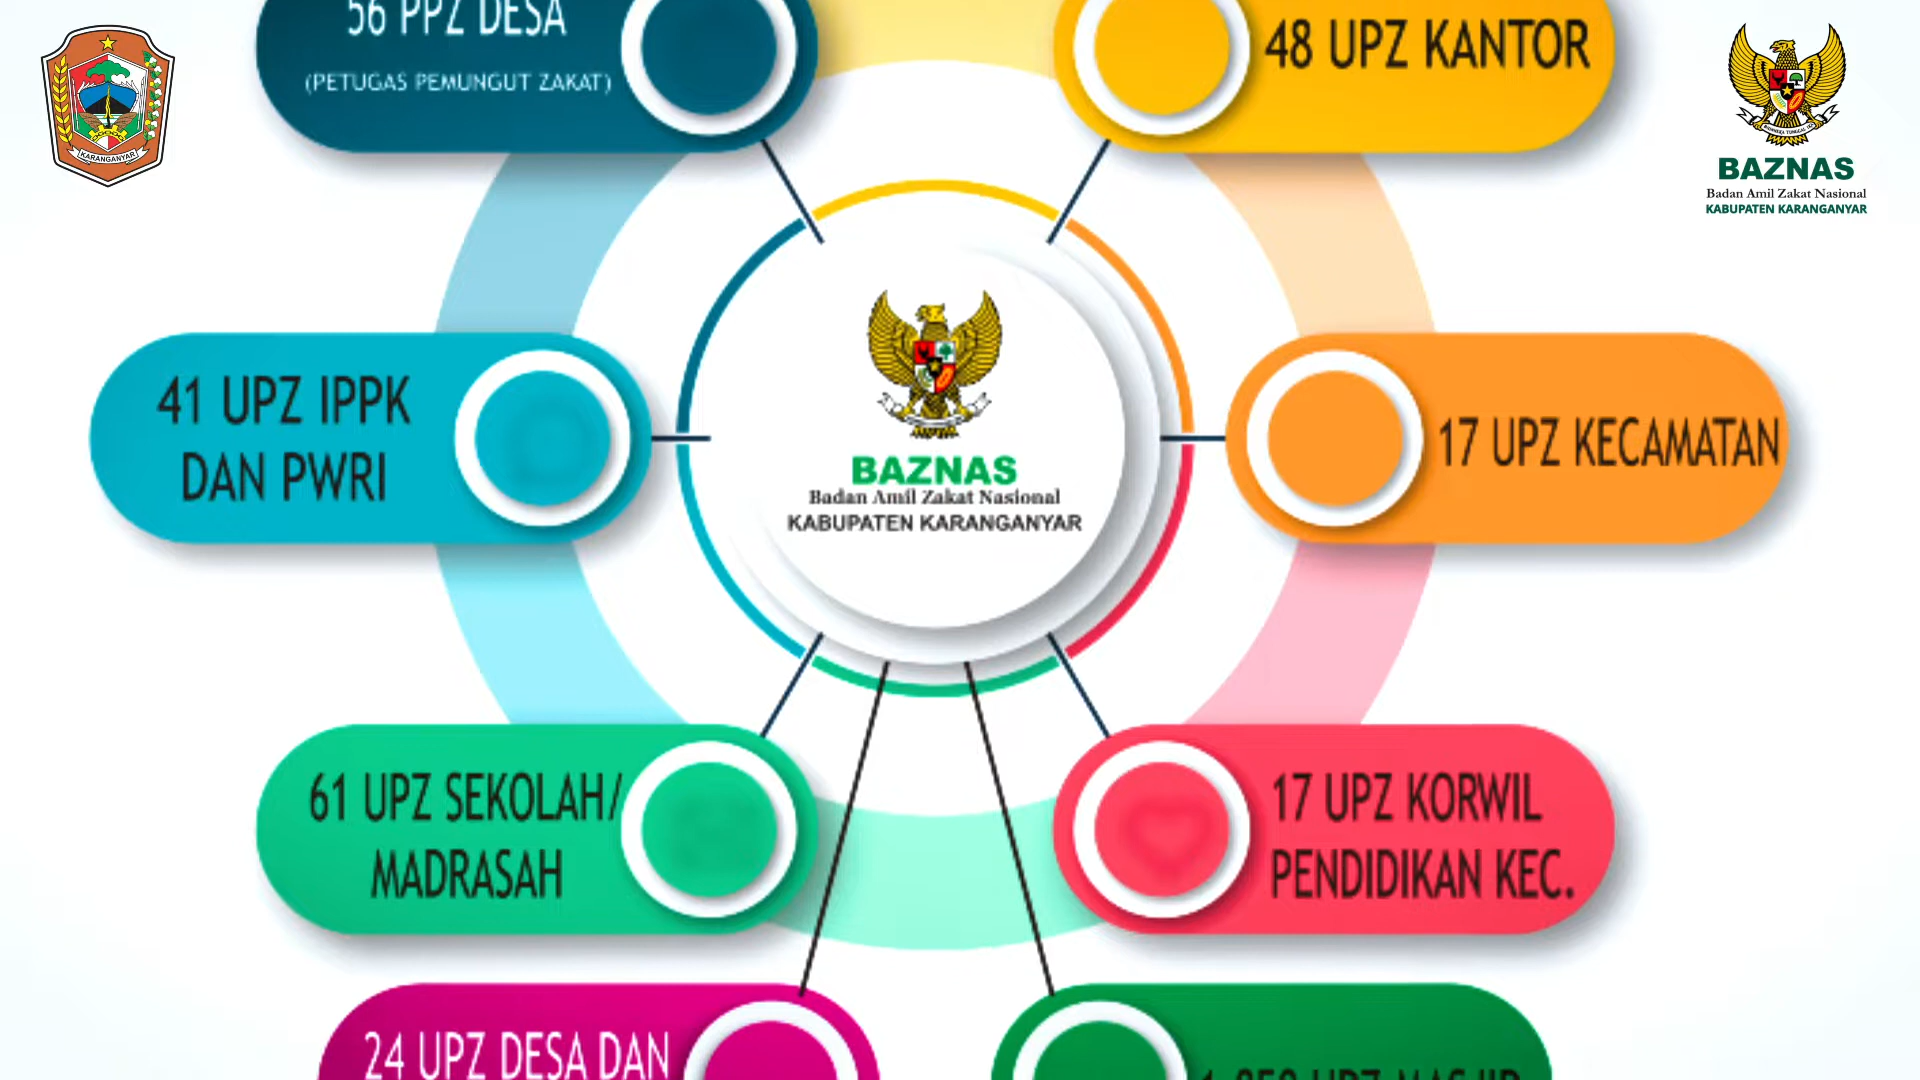 56 PPZ DESA
(PETUGAS PEMUNGUT ZAKAT)
48 UPZ KANTOR
KARANGANYAR
BAZNAS
Badan Amil Zakat Nasional
KABUPATEN KARANGANYAR
41 UPZ IPPK
DAN PWRI
BAZNAS
Badan Amil Zakat Nasional
KABUPATEN KARANGANYAR
17 UPZ KECAMATAN
61 UPZ SEKOLAH/
MADRASAH
17 UPZ KORWIL
PENDIDIKAN KEC.
24 UPZ DESA DAN
UPZ MASJID